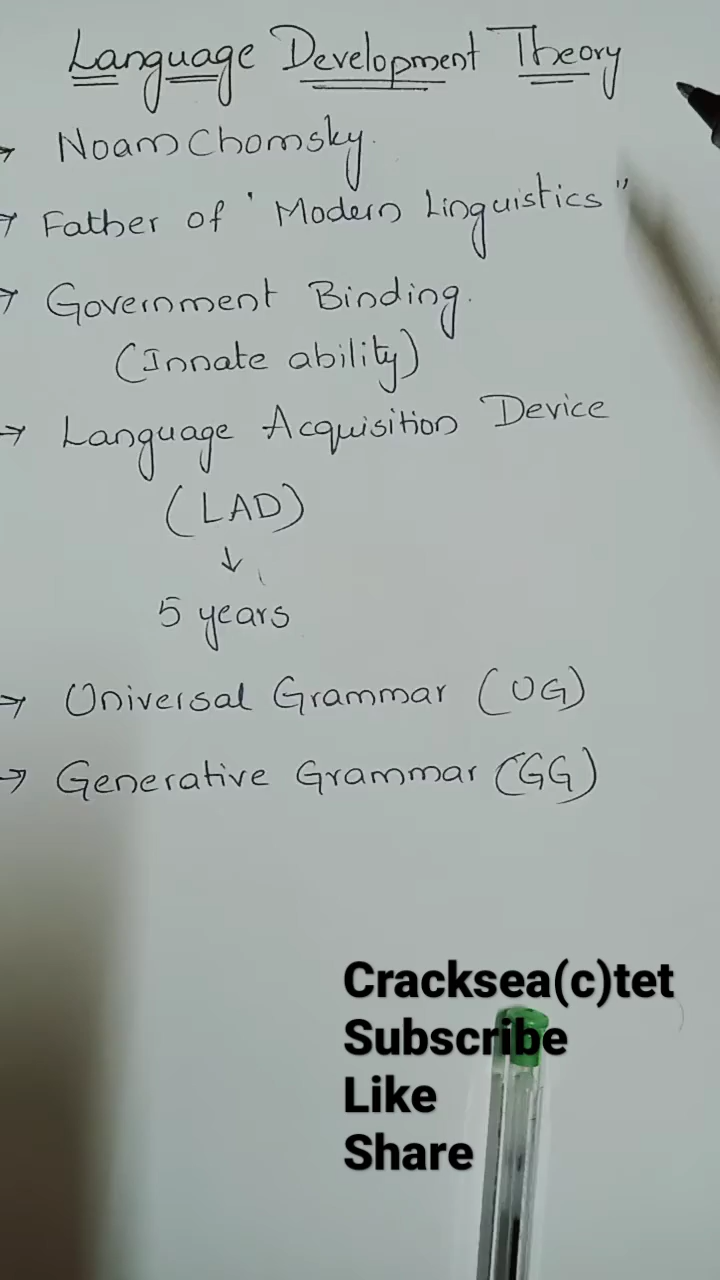 Language Development Theory
→ Noam Chomsky.
→ Father of ' Modern Linguistics "
→ Government Binding.
(Innate ability)
→ Language Acquisition Device
(LAD)
↓
5 years
→ Universal Grammar (UG)
→ Generative Grammar (GG)
Cracksea(c)tet
Subscribe
Like
Share